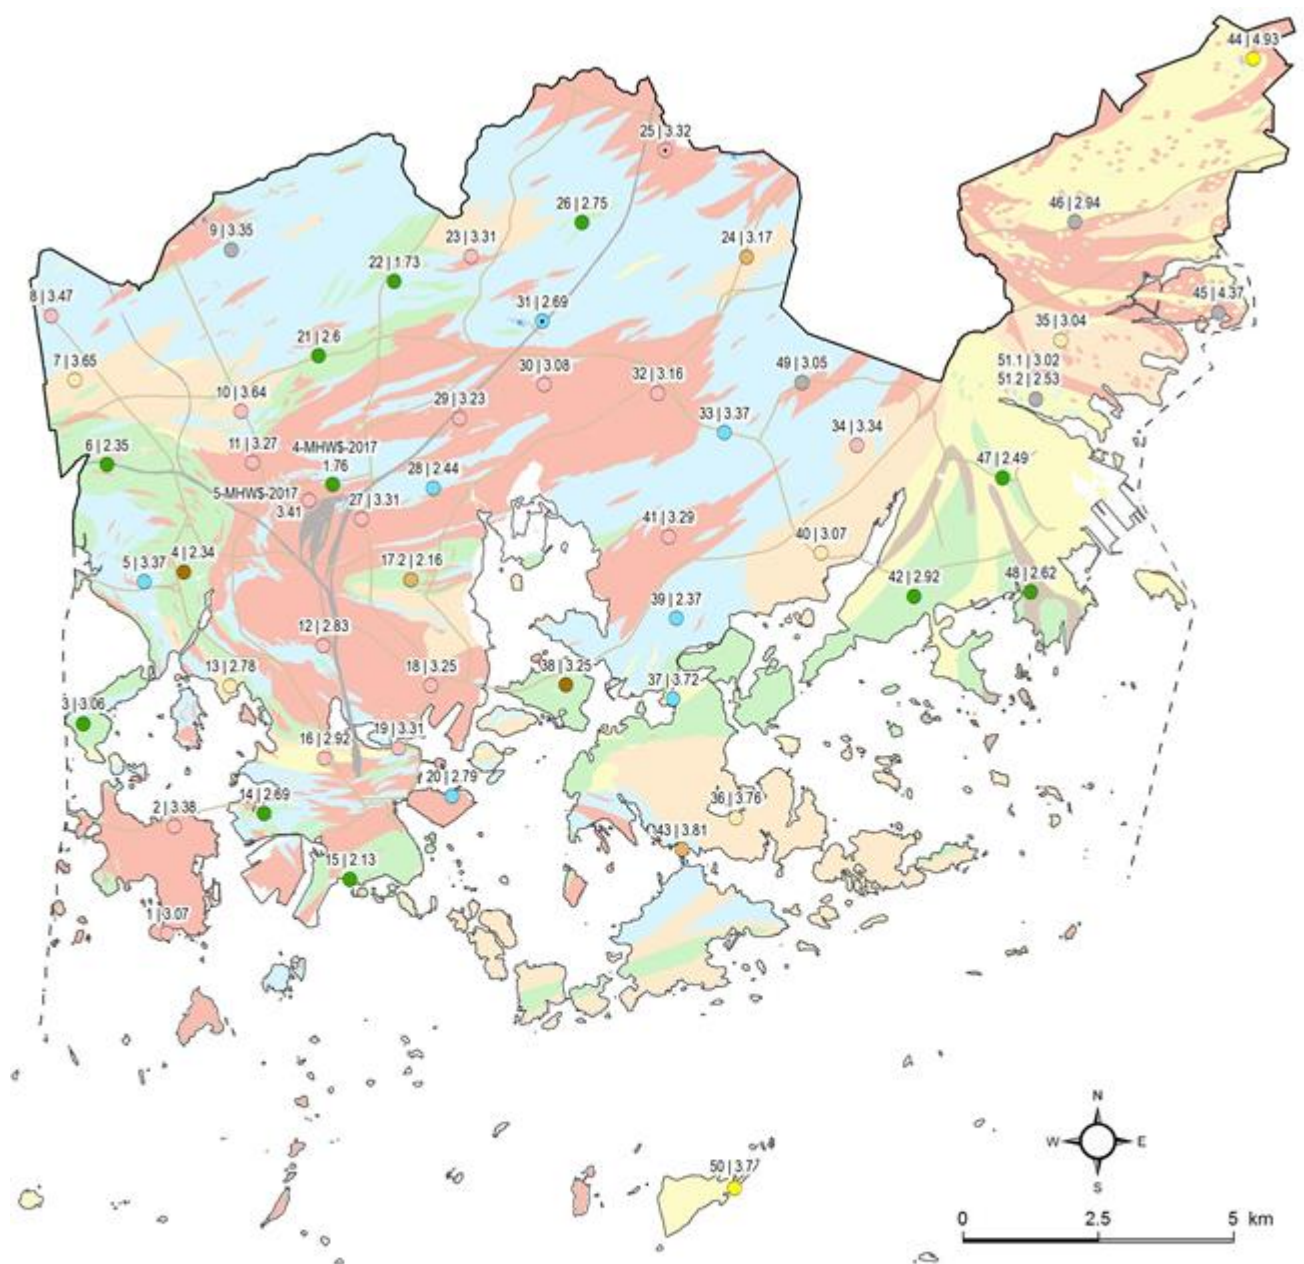 44 | 4.93
25 | 3.32
26 | 2.75
46 | 2.94
9 | 3.35
23 | 3.31
24 | 3.17
22 | 1.73
8 | 3.47
45 | 4.37
31 | 2.69
35 | 3.04
21 | 2.6
7 | 3.65
30 | 3.08
32 | 3.16
49 | 3.05
51.1 | 3.02
51.2 | 2.53
10 | 3.64
29 | 3.23
33 | 3.37
34 | 3.34
6 | 2.35
11 | 3.27
4-MHWS-2017
1.76
28 | 2.44
47 | 2.49
5-MHWS-2017
3.41
27 | 3.31
41 | 3.29
40 | 3.07
5 | 3.37
4 | 2.34
17.2 | 2.16
42 | 2.92
48 | 2.62
39 | 2.37
12 | 2.83
13 | 2.78
18 | 3.25
38 | 3.25
37 | 3.72
3 | 3.06
16 | 2.92
19 | 3.31
20 | 2.79
2 | 3.38
14 | 2.69
36 | 3.76
43 | 3.81
15 | 2.13
1 | 3.07
N
W E
S
50 | 3.77
0 2.5 5 km